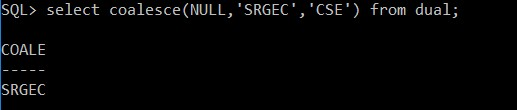 SQL> select coalesce(NULL,'SRGEC','CSE') from dual;
COALE
-----
SRGEC